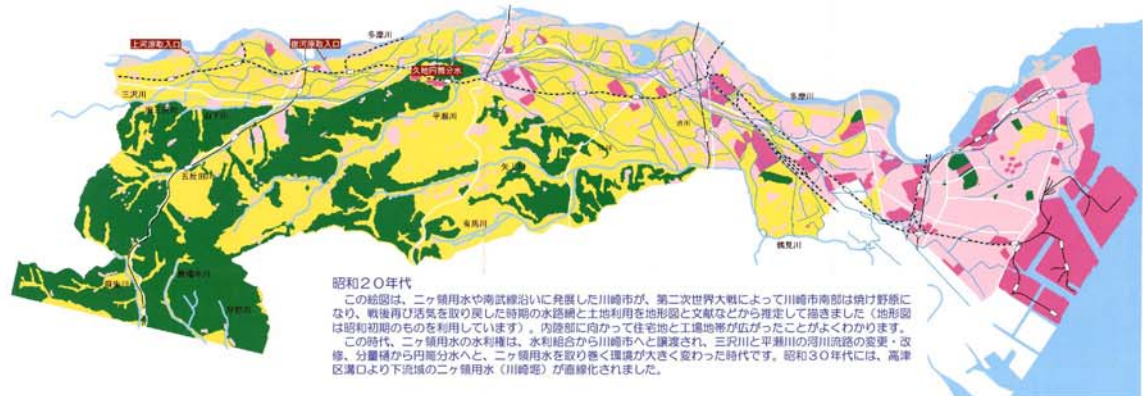 上河原取入口
宿河原取入口
多摩川
久地円筒分水
三沢川
平瀬川
多摩川
渋川
五反田川
矢上川
有馬川
鶴見川
昭和20年代
この絵図は、二ヶ領用水や南武線沿いに発展した川崎市が、第二次世界大戦によって川崎市南部は焼け野原に
なり、戦後再び活気を取り戻した時期の水路網と土地利用を地形図と文献などから推定して描きました（地形図
は昭和初期のものを利用しています）。内陸部に向かって住宅地と工場地帯が広がったことがよくわかります。
この時代、二ヶ領用水の水利権は、水利組合から川崎市へと譲渡され、三沢川と平瀬川の河川流路の変更・改
修、分量樋から円筒分水へと、二ヶ領用水を取り巻く環境が大きく変わった時代です。昭和30年代には、高津
区溝口より下流域の二ヶ領用水（川崎堀）が直線化されました。